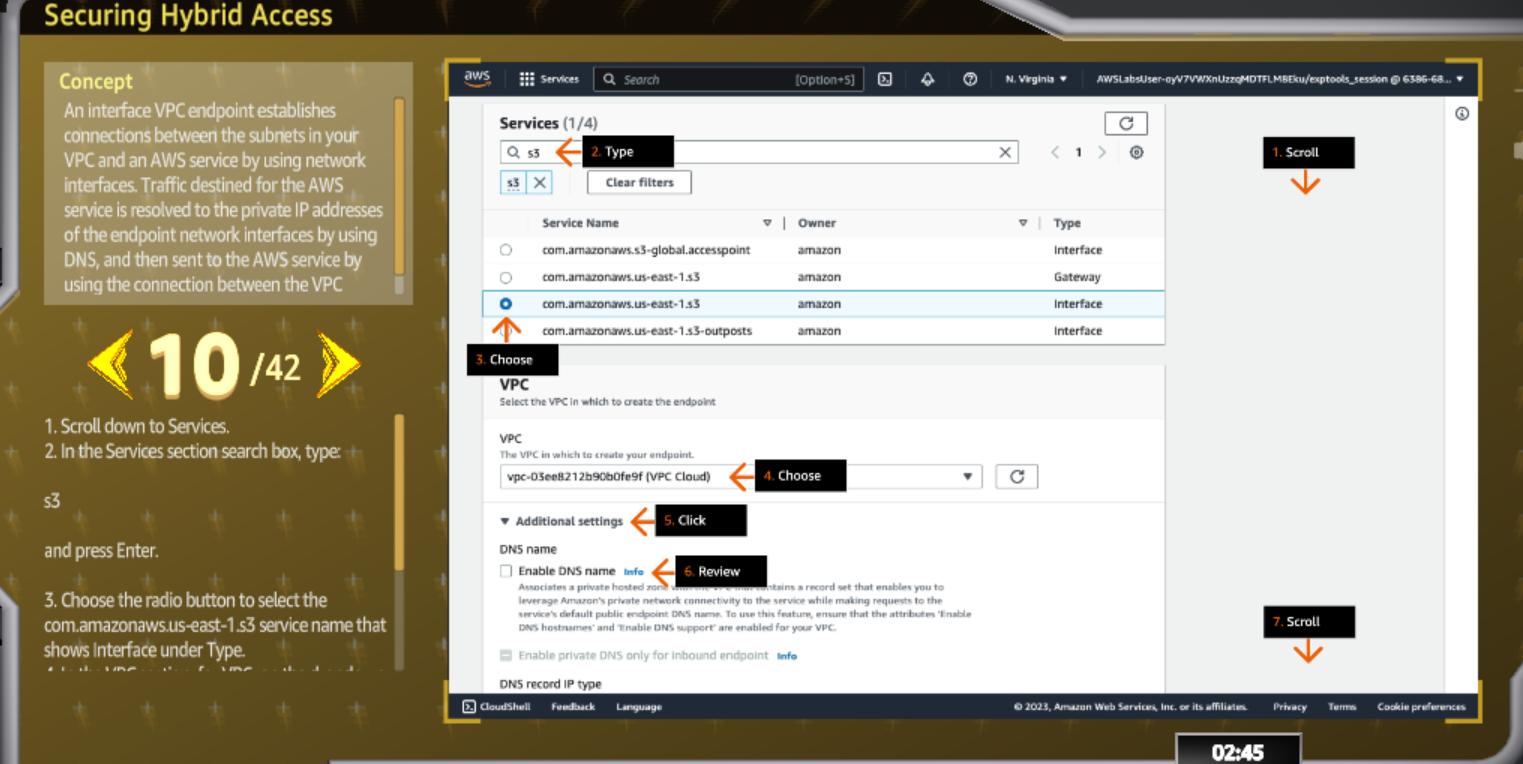 Securing Hybrid Access
Concept
An interface VPC endpoint establishes
connections between the subnets in your
VPC and an AWS service by using network
interfaces. Traffic destined for the AWS
service is resolved to the private IP addresses
of the endpoint network interfaces by using
DNS, and then sent to the AWS service by
using the connection between the VPC
10 /42
1. Scroll down to Services.
2. In the Services section search box, type:
s3
and press Enter.
3. Choose the radio button to select the
com.amazonaws.us-east-1.s3 service name that
shows Interface under Type.
aws Services Search [Option+S] N. Virginia AWSLabsUser-oyV7VWXnUzzqMDTFLM8Eku/exptools_session @ 6386-68...
Services (1/4)
s3
2. Type
1
1. Scroll
s3 Clear filters
Service Name Owner Type
com.amazonaws.s3-global.accesspoint amazon Interface
com.amazonaws.us-east-1.s3 amazon Gateway
com.amazonaws.us-east-1.s3 amazon Interface
com.amazonaws.us-east-1.s3-outposts amazon Interface
3. Choose
VPC
Select the VPC in which to create the endpoint
VPC
The VPC in which to create your endpoint.
vpc-03ee8212b90b0fe9f (VPC Cloud)
4. Choose
Additional settings
5. Click
DNS name
Enable DNS name Info
6. Review
Associates a private hosted zone with the VPC that contains a record set that enables you to
leverage Amazon's private network connectivity to the service while making requests to the
service's default public endpoint DNS name. To use this feature, ensure that the attributes 'Enable
DNS hostnames' and 'Enable DNS support' are enabled for your VPC.
7. Scroll
Enable private DNS only for inbound endpoint Info
DNS record IP type
CloudShell Feedback Language © 2023, Amazon Web Services, Inc. or its affiliates. Privacy Terms Cookie preferences
02:45